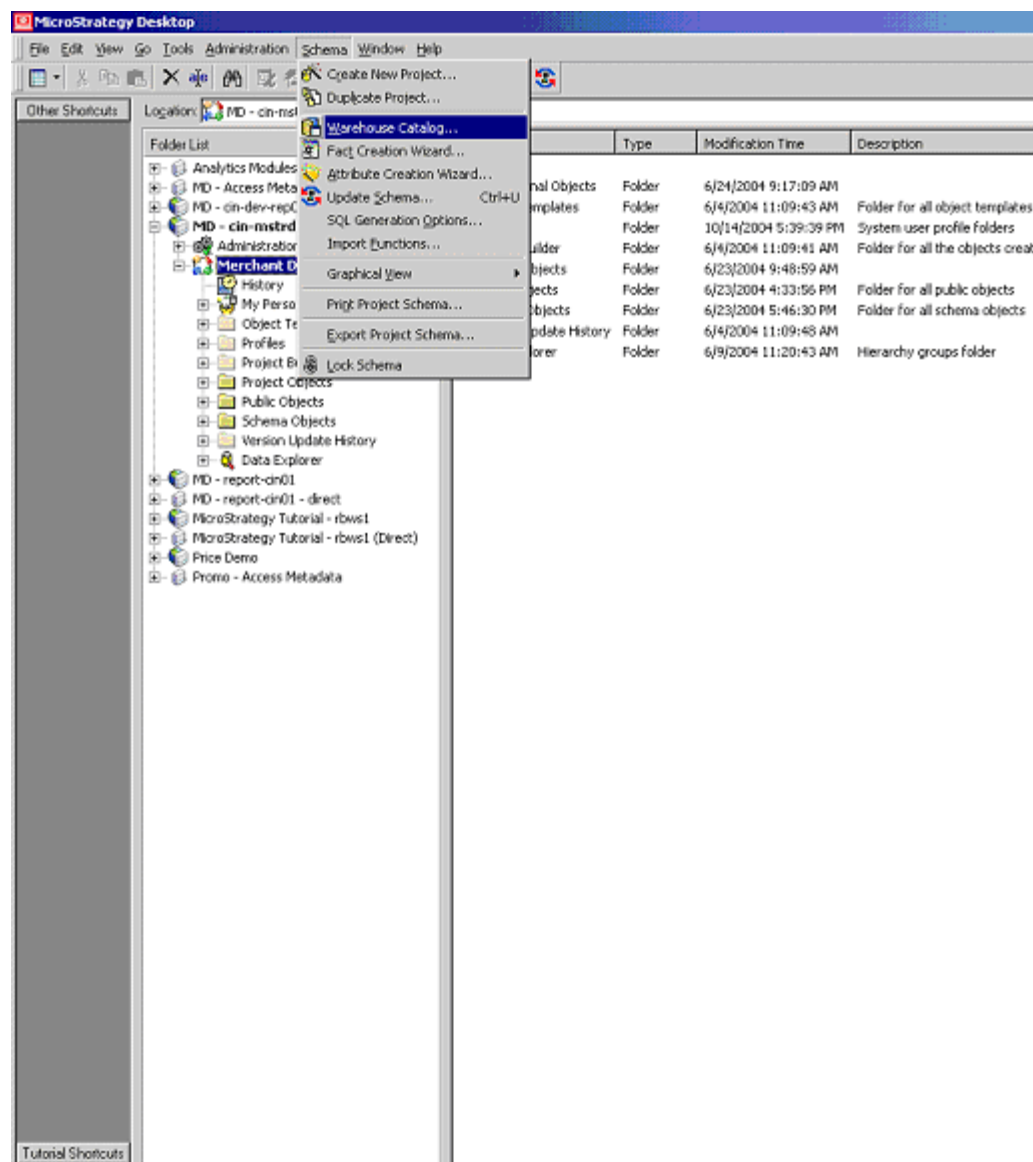 MicroStrategy Desktop
File Edit View Go Tools Administration Schema Window Help
Other Shortcuts
Location: MD - cin-mst
Create New Project...
Duplicate Project...
Warehouse Catalog...
Fact Creation Wizard...
Attribute Creation Wizard...
Update Schema... Ctrl+U
SQL Generation Options...
Import Functions...
Graphical View
Print Project Schema...
Export Project Schema...
Lock Schema
Folder List
Analytics Modules
MD - Access Meta
MD - cin-dev-rep
MD - cin-mstrd
Administration
Merchant D
History
My Perso
Object Te
Profiles
Project B
Project Objects
Public Objects
Schema Objects
Version Update History
Data Explorer
MD - report-cin01
MD - report-cin01 - direct
MicroStrategy Tutorial - rbws1
MicroStrategy Tutorial - rbws1 (Direct)
Price Demo
Promo - Access Metadata
Type Modification Time Description
nal Objects Folder 6/24/2004 9:17:09 AM
mplates Folder 6/4/2004 11:09:43 AM Folder for all object templates
Folder 10/14/2004 5:39:39 PM System user profile folders
uilder Folder 6/4/2004 11:09:41 AM Folder for all the objects creat
bjects Folder 6/23/2004 9:48:59 AM
jects Folder 6/23/2004 4:33:56 PM Folder for all public objects
bjects Folder 6/23/2004 5:46:30 PM Folder for all schema objects
pdate History Folder 6/4/2004 11:09:48 AM
orer Folder 6/9/2004 11:20:43 AM Hierarchy groups folder
Tutorial Shortcuts